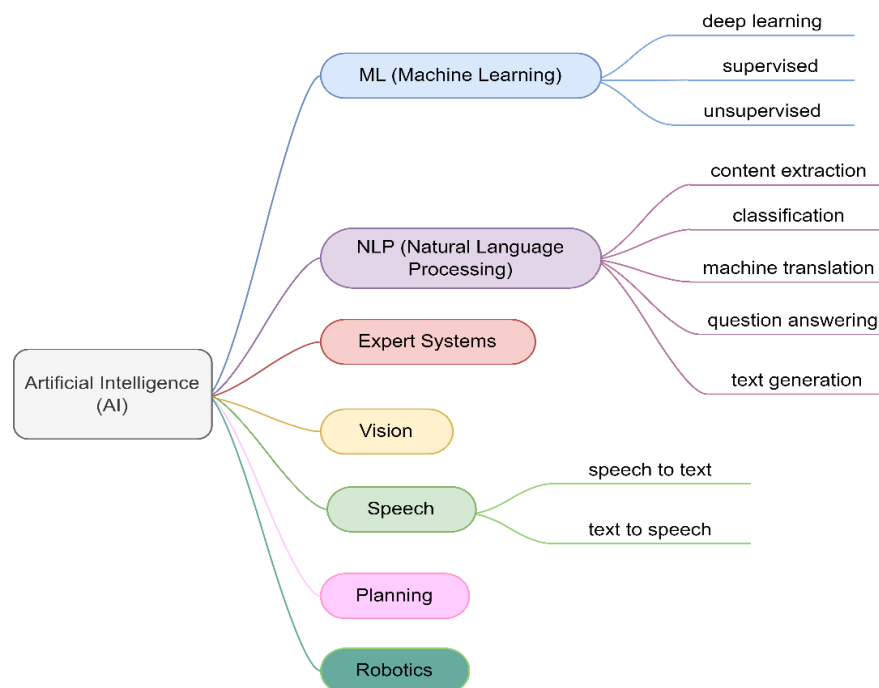 deep learning
ML (Machine Learning)
supervised
unsupervised
content extraction
classification
NLP (Natural Language
Processing)
machine translation
question answering
text generation
Expert Systems
Artificial Intelligence
(AI)
Vision
speech to text
Speech
text to speech
Planning
Robotics